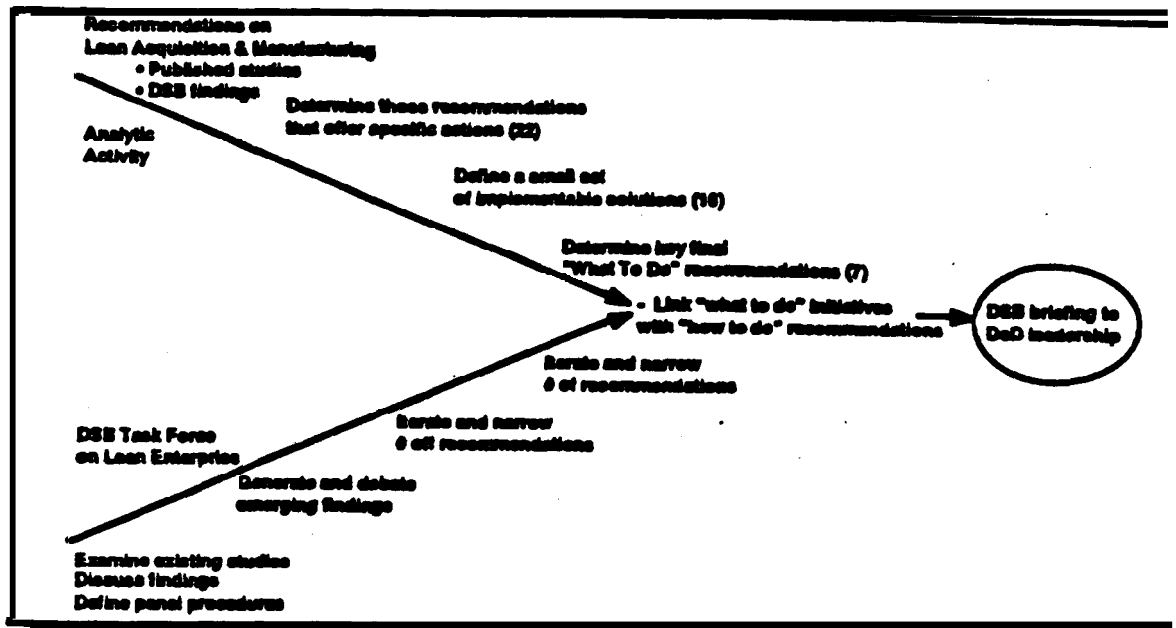 Recommendations on
Lean Acquisition & Manufacturing
• Published studies
• DSB findings
Determine those recommendations
that offer specific actions (22)
Analytic
Activity
Define a small set
of implementable solutions (16)
Determine key final
"What To Do" recommendations (7)
- Link "what to do" initiatives
with "how to do" recommendations
DSB briefing to
DoD leadership
Iterate and narrow
# of recommendations
Iterate and narrow
# off recommendations
DSB Task Force
on Lean Enterprise
Generate and debate
emerging findings
Examine existing studies
Discuss findings
Define panel procedures